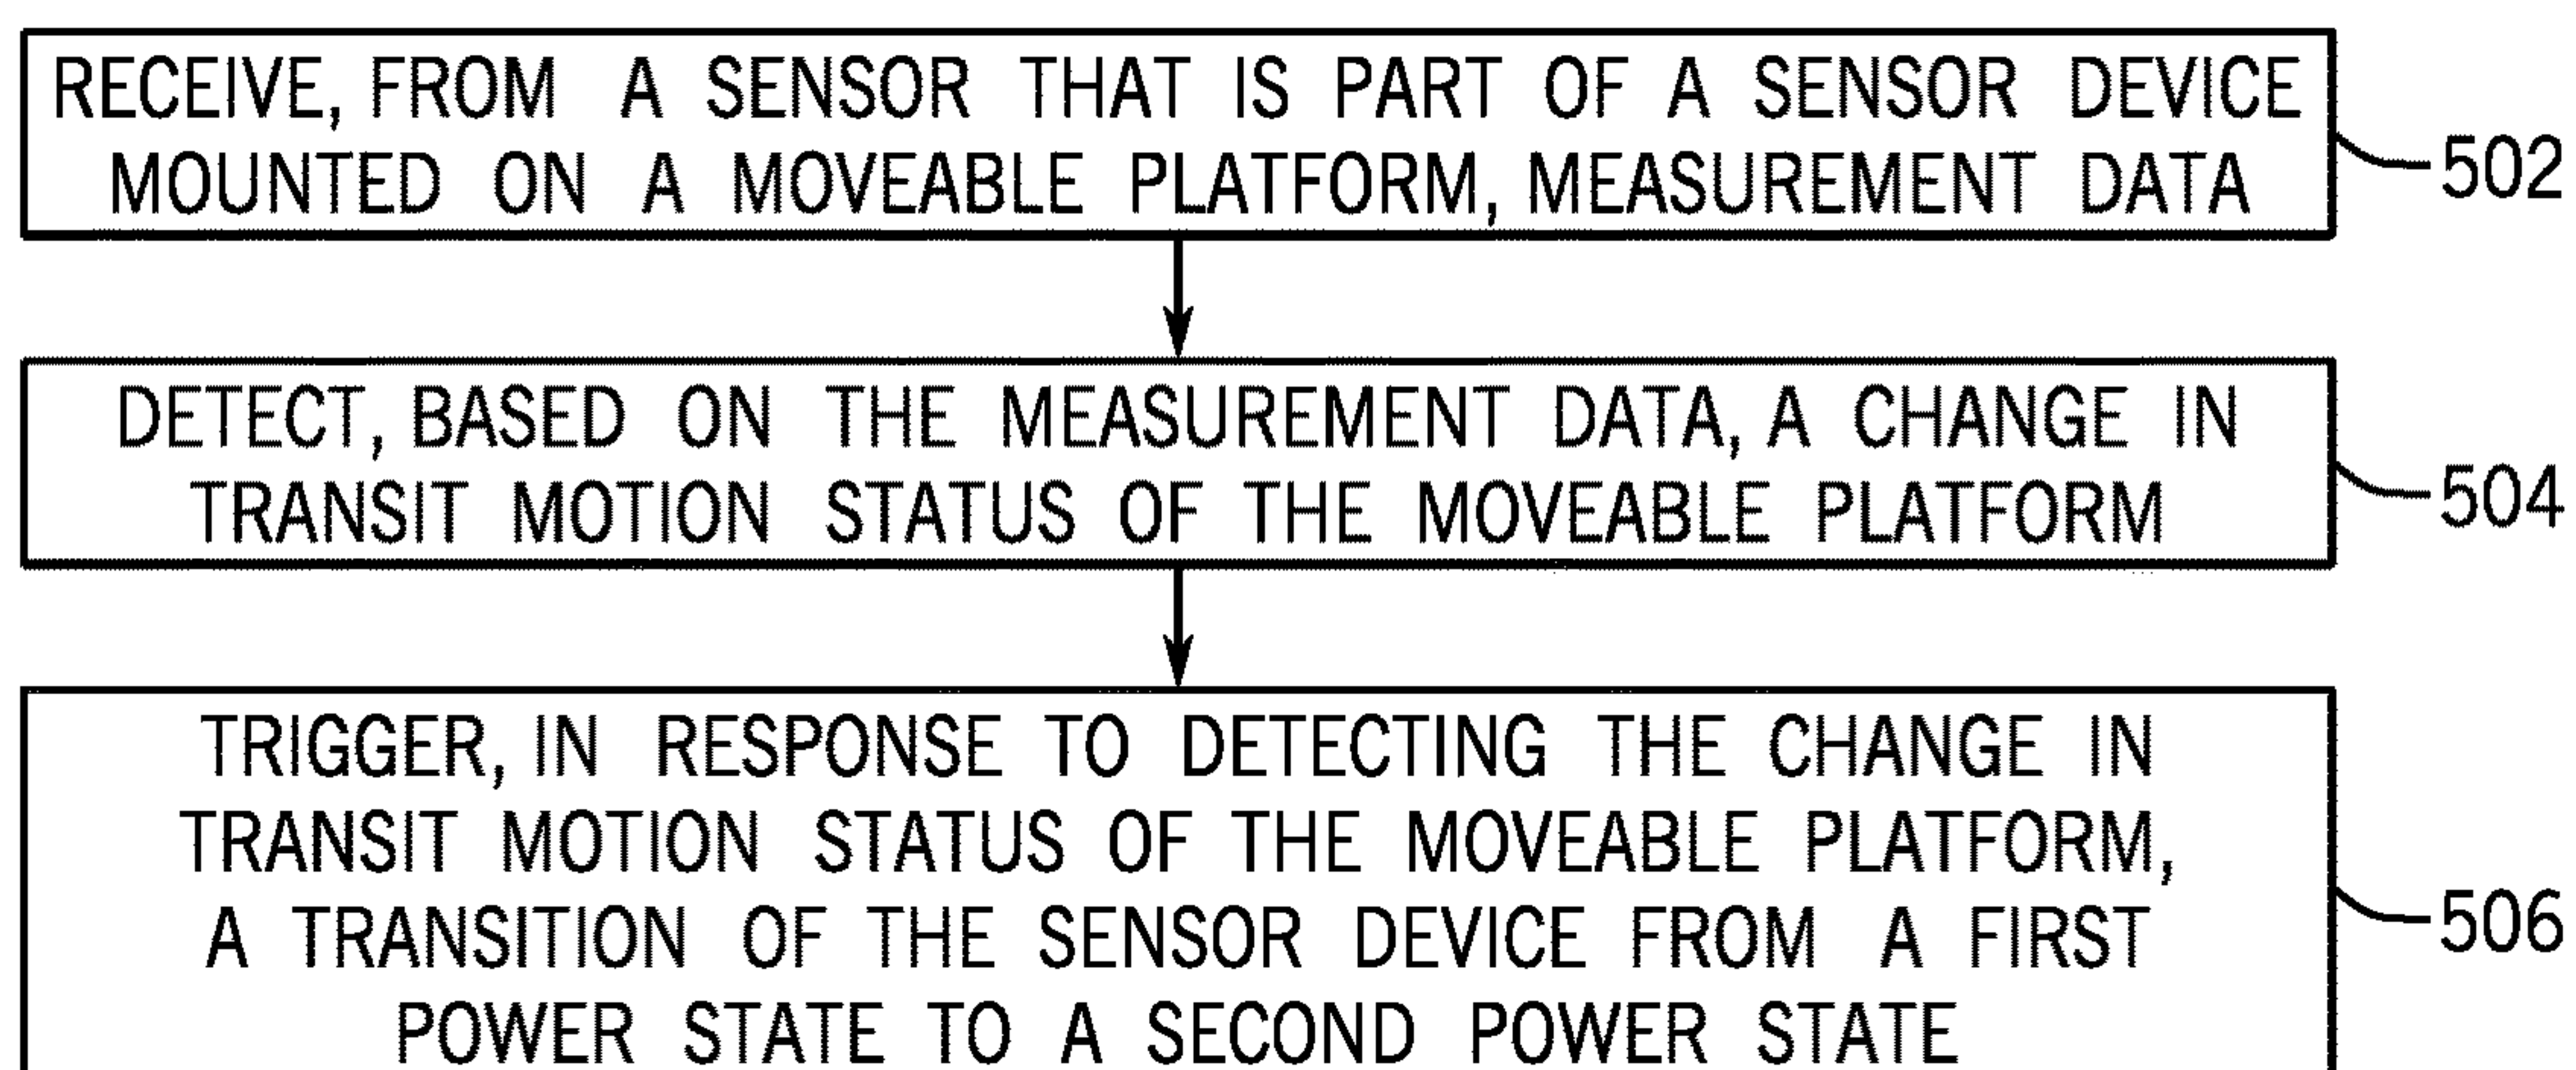 RECEIVE, FROM A SENSOR THAT IS PART OF A SENSOR DEVICE
MOUNTED ON A MOVEABLE PLATFORM, MEASUREMENT DATA
502
DETECT, BASED ON THE MEASUREMENT DATA, A CHANGE IN
TRANSIT MOTION STATUS OF THE MOVEABLE PLATFORM
504
TRIGGER, IN RESPONSE TO DETECTING THE CHANGE IN
TRANSIT MOTION STATUS OF THE MOVEABLE PLATFORM,
A TRANSITION OF THE SENSOR DEVICE FROM A FIRST
POWER STATE TO A SECOND POWER STATE
506